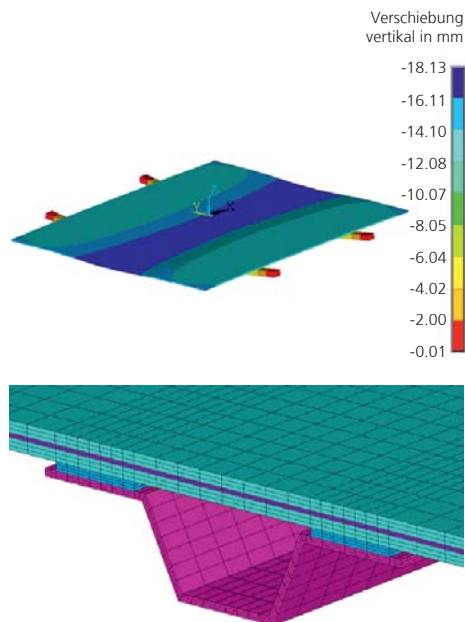 Verschiebung
vertikal in mm
-18.13
-16.11
-14.10
-12.08
-10.07
-8.05
-6.04
-4.02
-2.00
-0.01
Z
Y
X